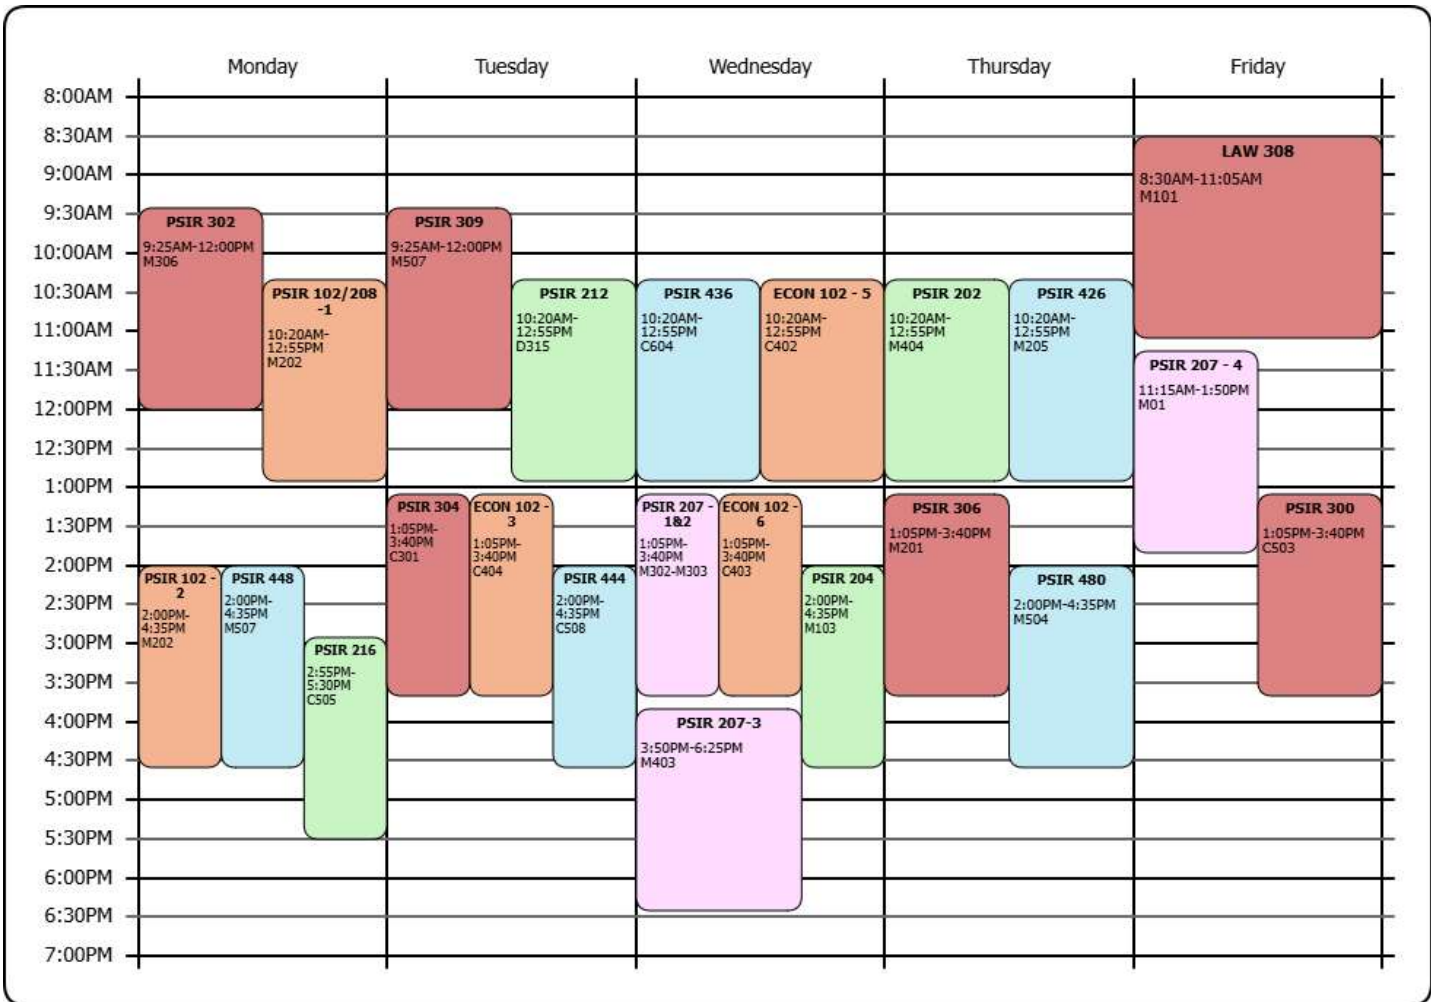 Monday
Tuesday
Wednesday
Thursday
Friday
8:00AM
8:30AM
9:00AM
9:30AM
10:00AM
10:30AM
11:00AM
11:30AM
12:00PM
12:30PM
1:00PM
1:30PM
2:00PM
2:30PM
3:00PM
3:30PM
4:00PM
4:30PM
5:00PM
5:30PM
6:00PM
6:30PM
7:00PM
PSIR 302
9:25AM-12:00PM
M306
PSIR 102/208
-1
10:20AM-
12:55PM
M202
PSIR 102 -
2
2:00PM-
4:35PM
M202
PSIR 448
2:00PM-
4:35PM
M507
PSIR 216
2:55PM-
5:30PM
C505
PSIR 309
9:25AM-12:00PM
M507
PSIR 212
10:20AM-
12:55PM
D315
PSIR 304
1:05PM-
3:40PM
C301
ECON 102 -
3
1:05PM-
3:40PM
C404
PSIR 444
2:00PM-
4:35PM
C508
PSIR 436
10:20AM-
12:55PM
C604
ECON 102 - 5
10:20AM-
12:55PM
C402
PSIR 207 -
1&2
1:05PM-
3:40PM
M302-M303
ECON 102 -
6
1:05PM-
3:40PM
C403
PSIR 204
2:00PM-
4:35PM
M103
PSIR 207-3
3:50PM-6:25PM
M403
PSIR 202
10:20AM-
12:55PM
M404
PSIR 426
10:20AM-
12:55PM
M205
PSIR 306
1:05PM-3:40PM
M201
PSIR 480
2:00PM-4:35PM
M504
LAW 308
8:30AM-11:05AM
M101
PSIR 207 - 4
11:15AM-1:50PM
M01
PSIR 300
1:05PM-3:40PM
C503